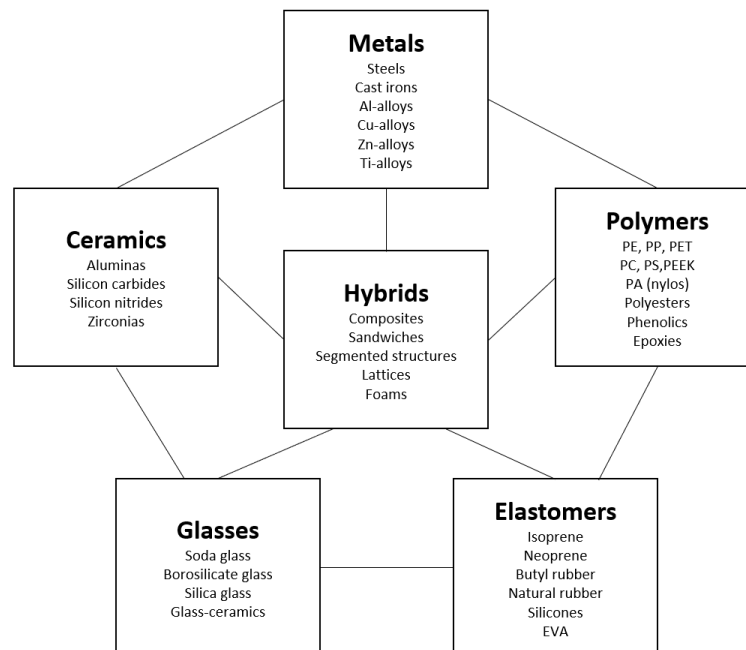 Metals
Steels
Cast irons
Al-alloys
Cu-alloys
Zn-alloys
Ti-alloys
Ceramics
Aluminas
Silicon carbides
Silicon nitrides
Zirconias
Hybrids
Composites
Sandwiches
Segmented structures
Lattices
Foams
Polymers
PE, PP, PET
PC, PS,PEEK
PA (nylos)
Polyesters
Phenolics
Epoxies
Glasses
Soda glass
Borosilicate glass
Silica glass
Glass-ceramics
Elastomers
Isoprene
Neoprene
Butyl rubber
Natural rubber
Silicones
EVA